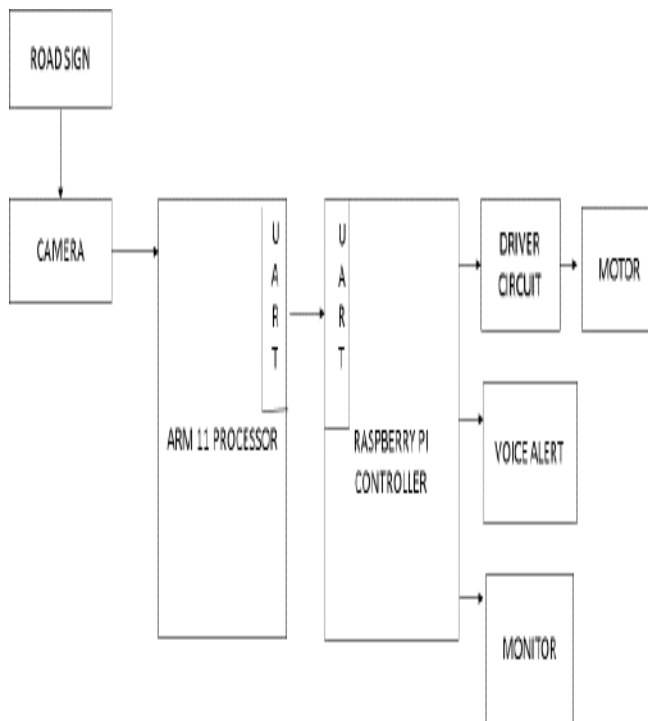 ROAD SIGN
CAMERA
U
A
R
T
ARM 11 PROCESSOR
U
A
R
T
RASPBERRY PI
CONTROLLER
DRIVER
CIRCUIT
MOTOR
VOICE ALERT
MONITOR